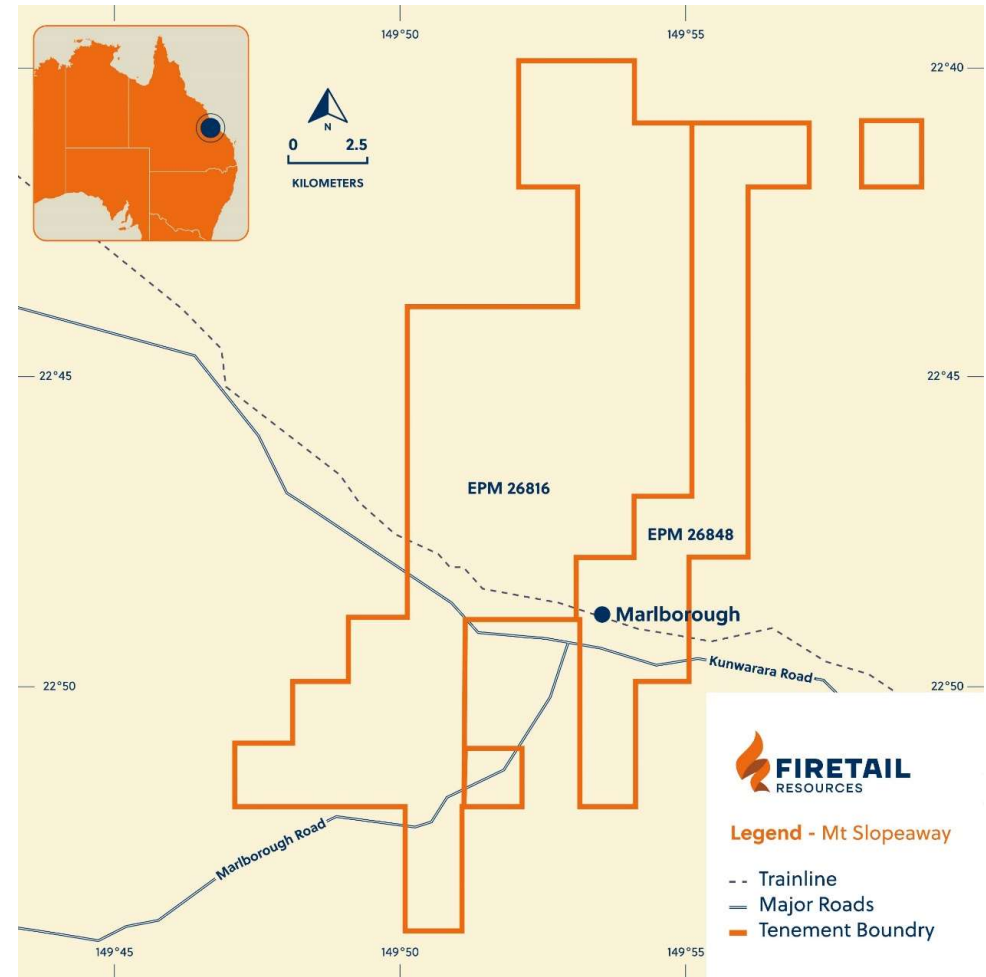 149°50
149°55
22°40
N
0 2.5
KILOMETERS
22°45
22°45
EPM 26816
EPM 26848
Marlborough
Kunwarara Road
22°50
22°50
FIRETAIL
RESOURCES
Legend - Mt Slopeaway
Marlborough Road
Trainline
Major Roads
Tenement Boundry
149°45
149°50
149°55